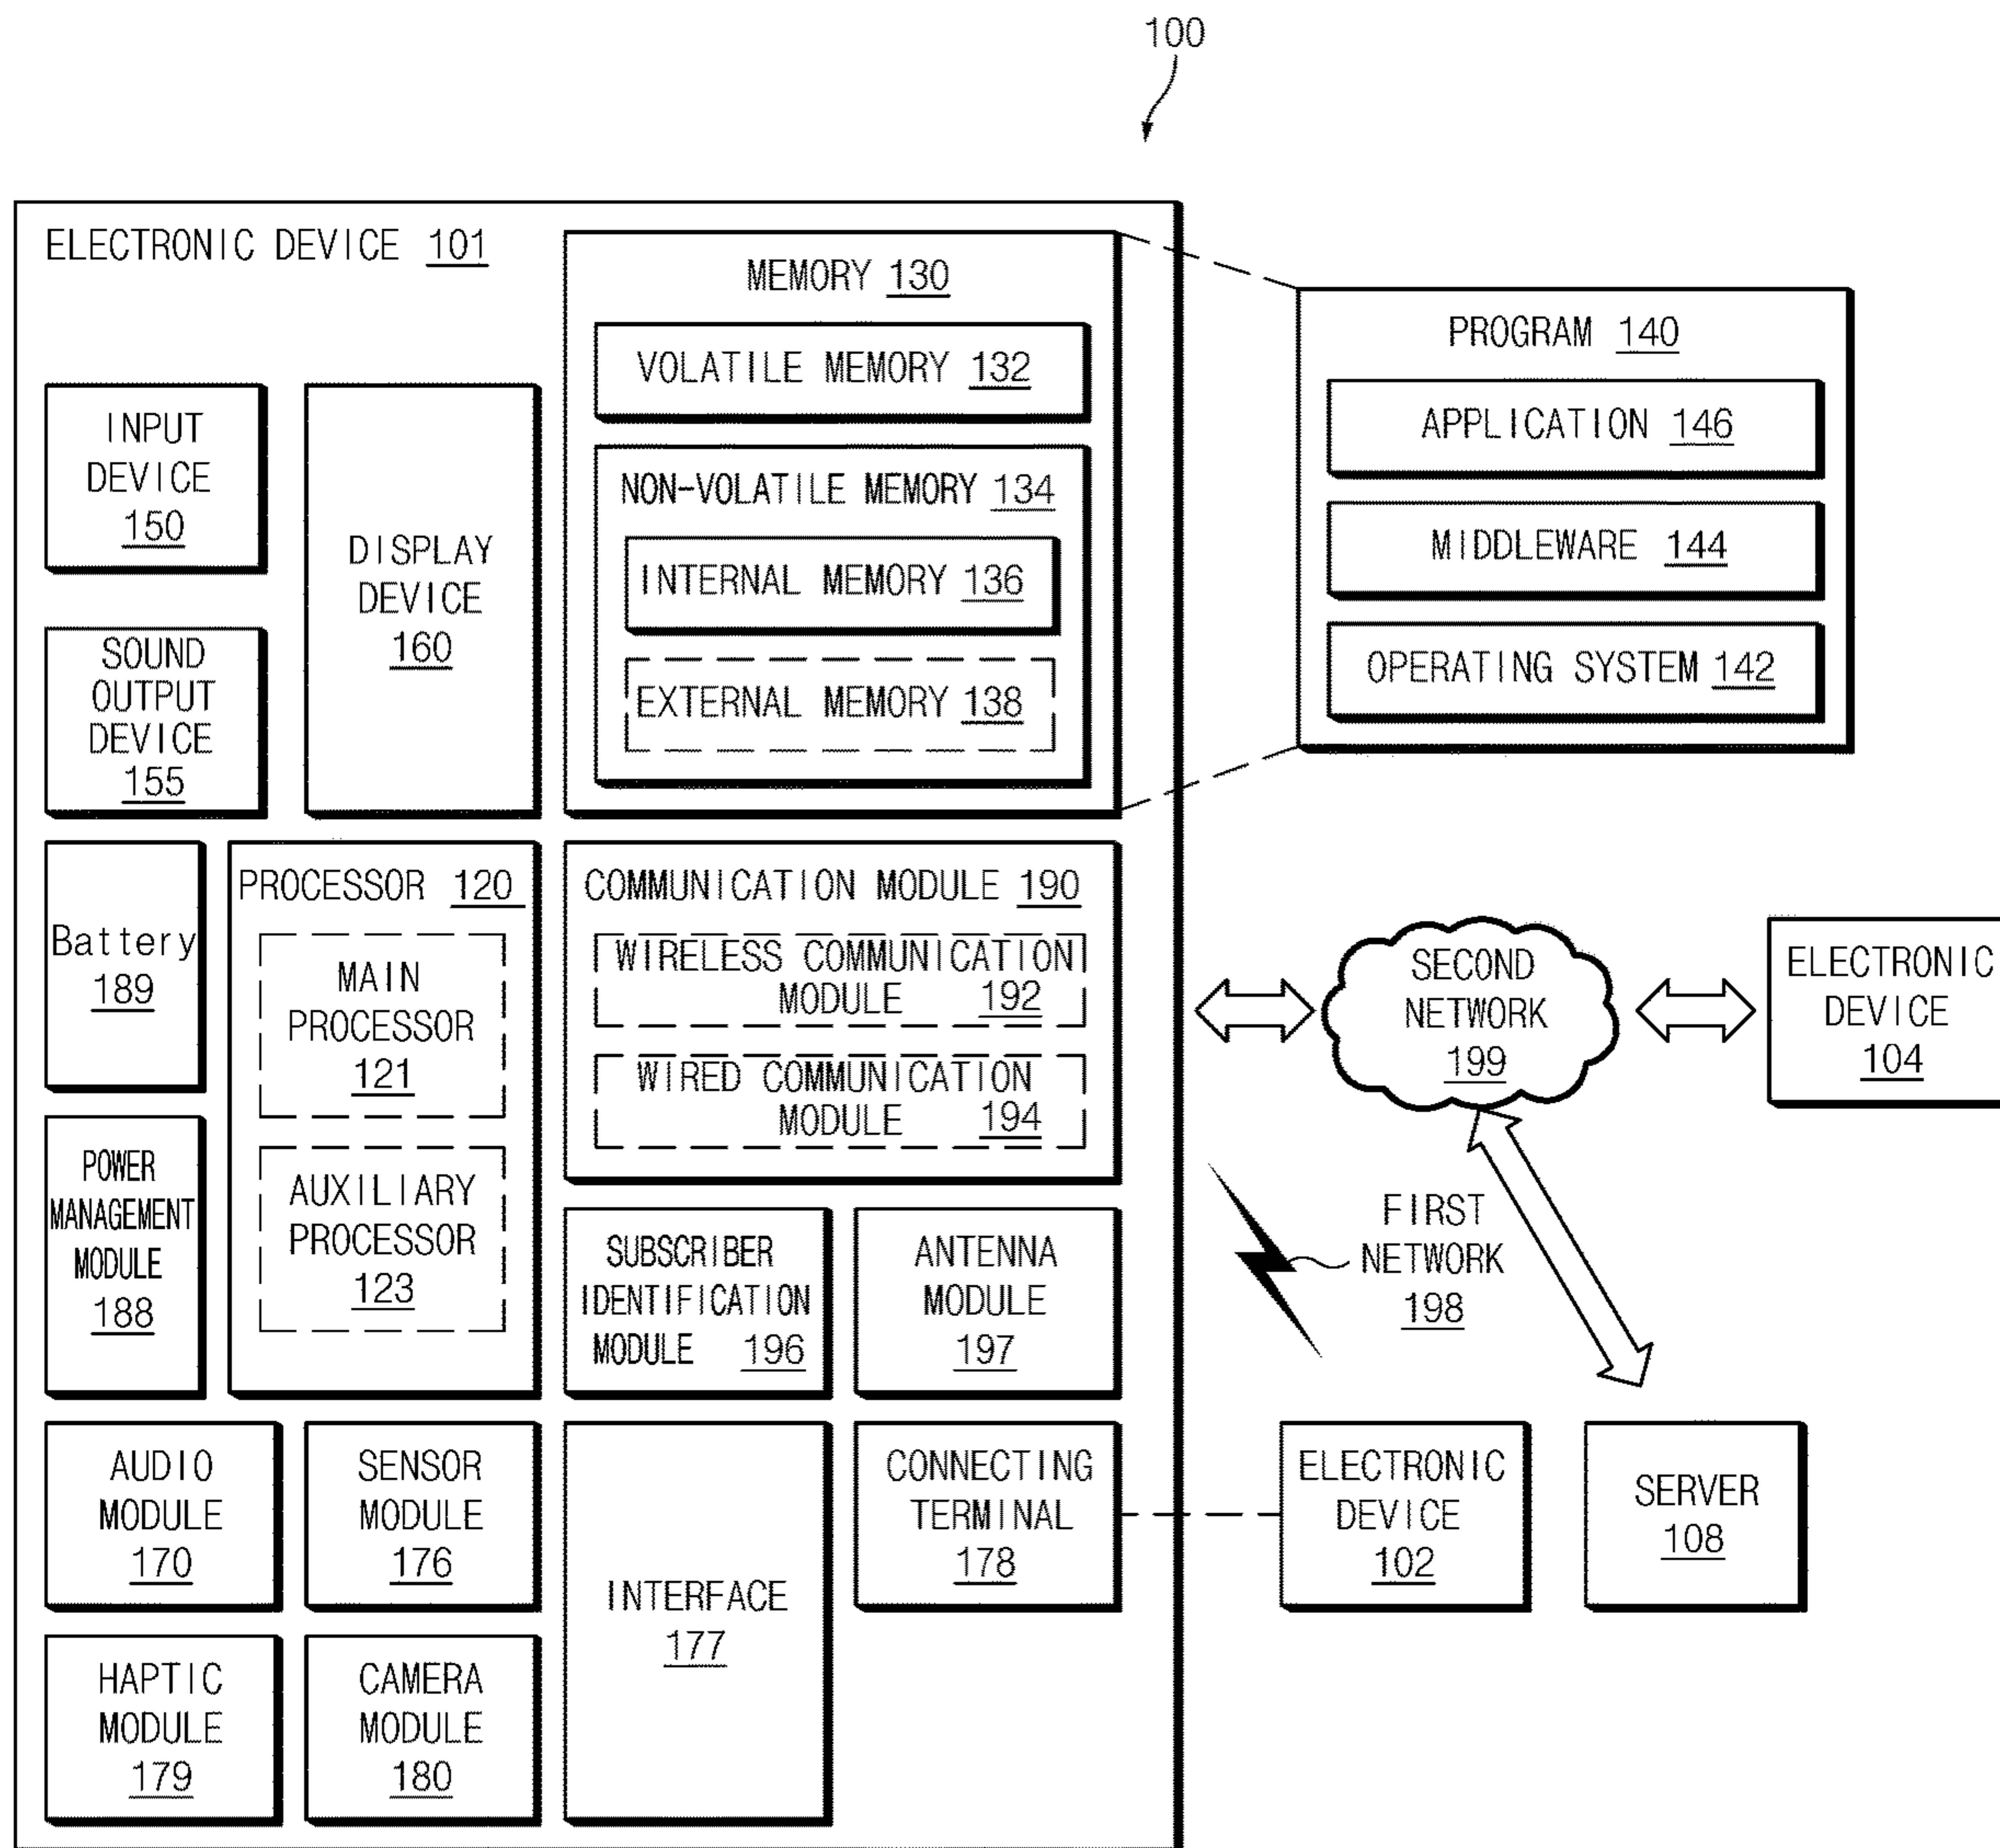 100
ELECTRONIC DEVICE 101
MEMORY 130
VOLATILE MEMORY 132
NON-VOLATILE MEMORY 134
INTERNAL MEMORY 136
EXTERNAL MEMORY 138
PROGRAM 140
APPLICATION 146
MIDDLEWARE 144
OPERATING SYSTEM 142
INPUT
DEVICE
150
SOUND
OUTPUT
DEVICE
155
DISPLAY
DEVICE
160
Battery
189
POWER
MANAGEMENT
MODULE
188
PROCESSOR 120
MAIN
PROCESSOR
121
AUXILIARY
PROCESSOR
123
COMMUNICATION MODULE 190
WIRELESS COMMUNICATION
MODULE 192
WIRED COMMUNICATION
MODULE 194
SUBSCRIBER
IDENTIFICATION
MODULE 196
ANTENNA
MODULE
197
SECOND
NETWORK
199
ELECTRONIC
DEVICE
104
FIRST
NETWORK
198
AUDIO
MODULE
170
SENSOR
MODULE
176
INTERFACE
177
CONNECTING
TERMINAL
178
ELECTRONIC
DEVICE
102
SERVER
108
HAPTIC
MODULE
179
CAMERA
MODULE
180